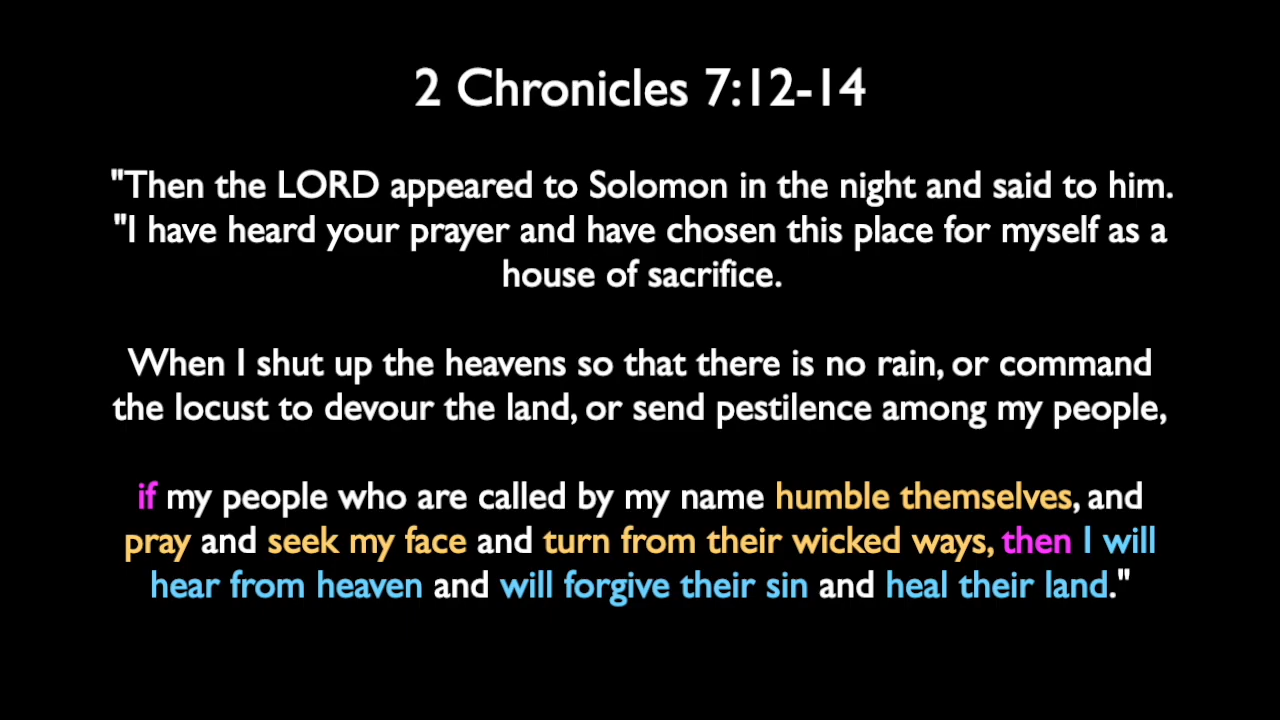 2 Chronicles 7:12-14
"Then the LORD appeared to Solomon in the night and said to him.
"I have heard your prayer and have chosen this place for myself as a
house of sacrifice.
When I shut up the heavens so that there is no rain, or command
the locust to devour the land, or send pestilence among my people,
if my people who are called by my name humble themselves, and
pray and seek my face and turn from their wicked ways, then I will
hear from heaven and will forgive their sin and heal their land."